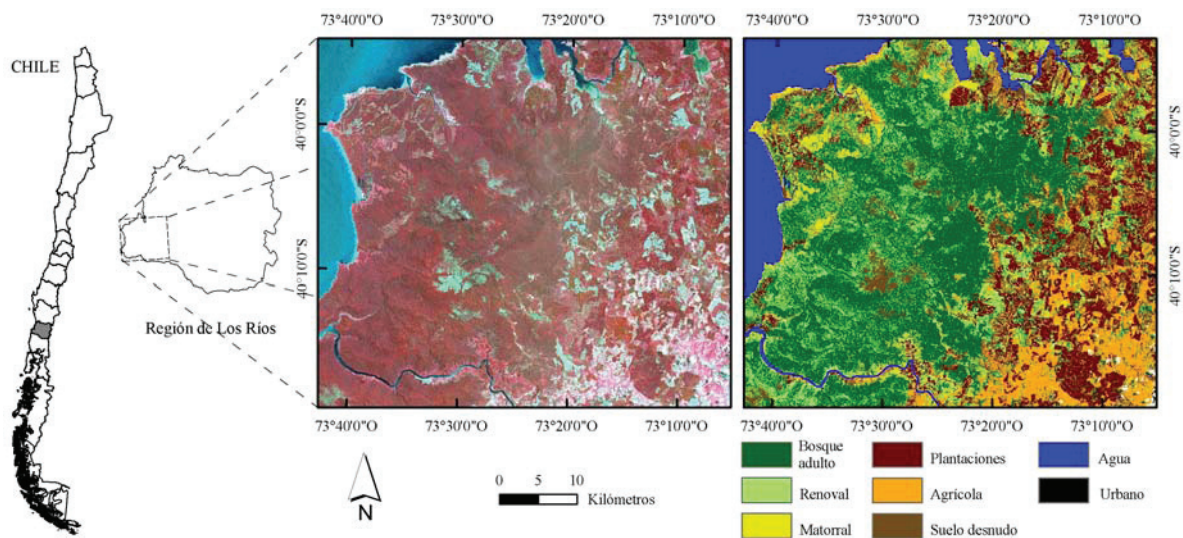 CHILE
Región de Los Ríos
73°40'0"O 73°30'0"O 73°20'0"O 73°10'0"O
73°40'0"O 73°30'0"O 73°20'0"O 73°10'0"O
40°0'0"S
40°10'0"S
40°0'0"S
40°10'0"S
73°40'0"O 73°30'0"O 73°20'0"O 73°10'0"O
73°40'0"O 73°30'0"O 73°20'0"O 73°10'0"O
N
0 5 10
Kilómetros
Bosque
adulto
Renoval
Matorral
Plantaciones
Agrícola
Suelo desnudo
Agua
Urbano